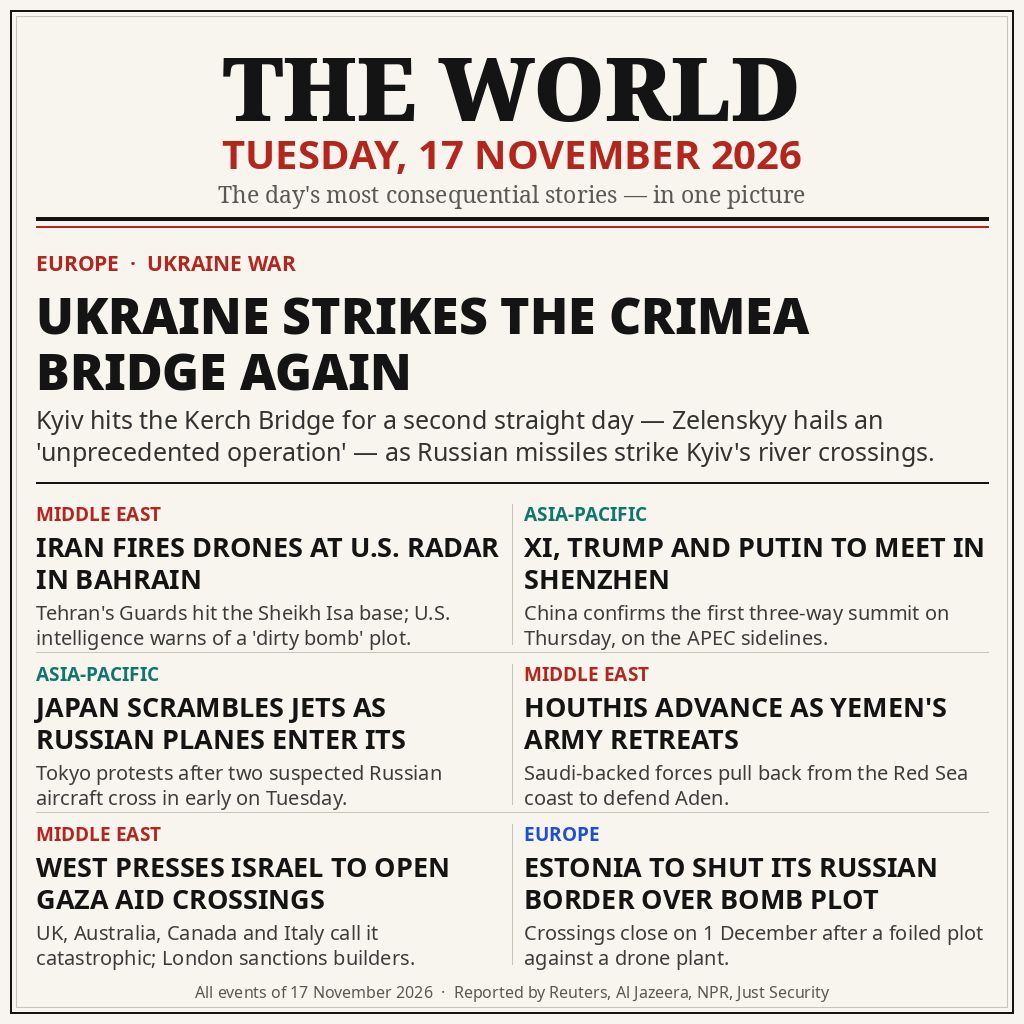 THE WORLD
TUESDAY, 17 NOVEMBER 2026
The day's most consequential stories — in one picture
EUROPE · UKRAINE WAR
UKRAINE STRIKES THE CRIMEA
BRIDGE AGAIN
Kyiv hits the Kerch Bridge for a second straight day — Zelenskyy hails an
'unprecedented operation' — as Russian missiles strike Kyiv's river crossings.
MIDDLE EAST
IRAN FIRES DRONES AT U.S. RADAR
IN BAHRAIN
Tehran's Guards hit the Sheikh Isa base; U.S.
intelligence warns of a 'dirty bomb' plot.
ASIA-PACIFIC
XI, TRUMP AND PUTIN TO MEET IN
SHENZHEN
China confirms the first three-way summit on
Thursday, on the APEC sidelines.
ASIA-PACIFIC
JAPAN SCRAMBLES JETS AS
RUSSIAN PLANES ENTER ITS
Tokyo protests after two suspected Russian
aircraft cross in early on Tuesday.
MIDDLE EAST
HOUTHIS ADVANCE AS YEMEN'S
ARMY RETREATS
Saudi-backed forces pull back from the Red Sea
coast to defend Aden.
MIDDLE EAST
WEST PRESSES ISRAEL TO OPEN
GAZA AID CROSSINGS
UK, Australia, Canada and Italy call it
catastrophic; London sanctions builders.
EUROPE
ESTONIA TO SHUT ITS RUSSIAN
BORDER OVER BOMB PLOT
Crossings close on 1 December after a foiled plot
against a drone plant.
All events of 17 November 2026 · Reported by Reuters, Al Jazeera, NPR, Just Security